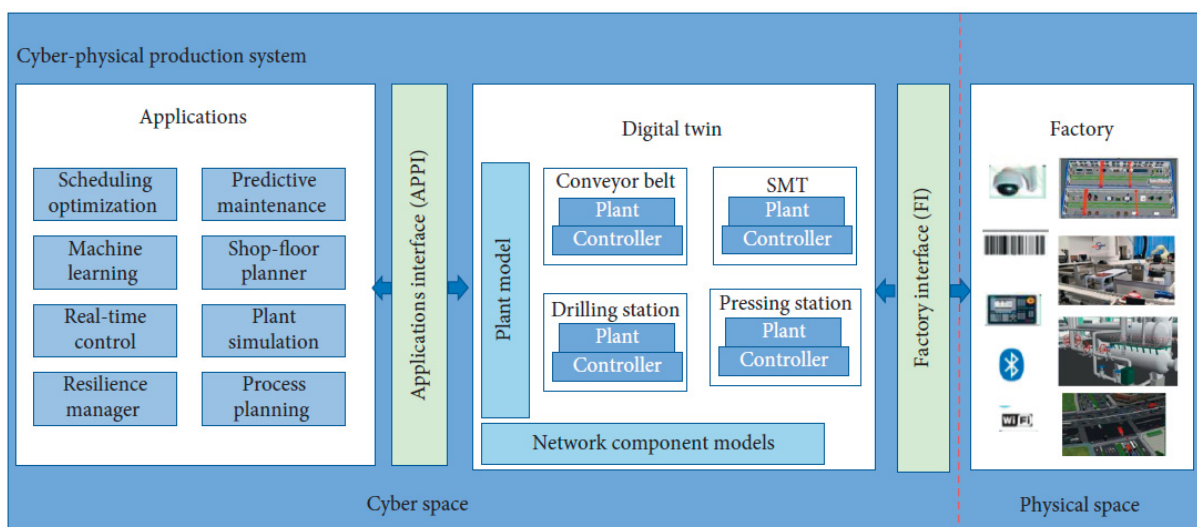 Cyber-physical production system
Applications
Scheduling
optimization
Predictive
maintenance
Machine
learning
Shop-floor
planner
Real-time
control
Plant
simulation
Resilience
manager
Process
planning
Applications interface (APPI)
Digital twin
Plant model
Conveyor belt
Plant
Controller
SMT
Plant
Controller
Drilling station
Plant
Controller
Pressing station
Plant
Controller
Network component models
Factory interface (FI)
Factory
WiFi
Cyber space
Physical space